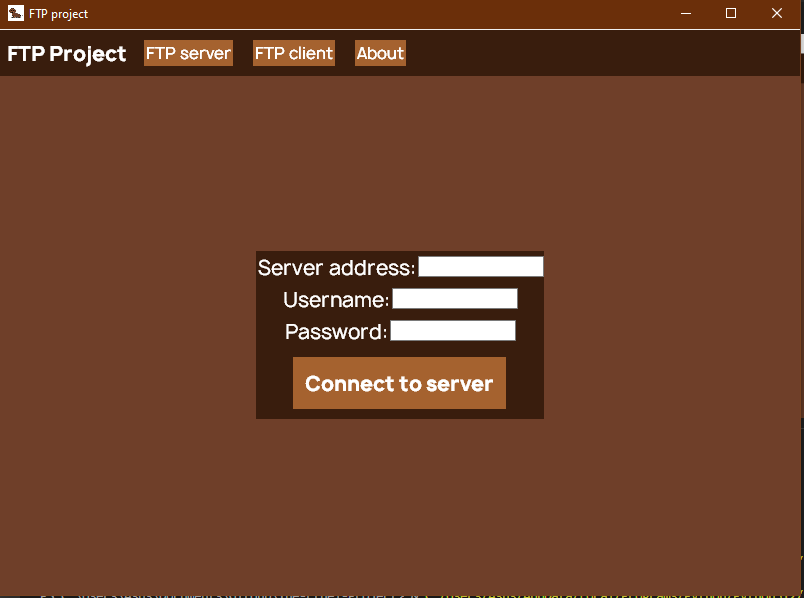 FTP project
FTP Project FTP server FTP client About
Server address:
Username:
Password:
Connect to server